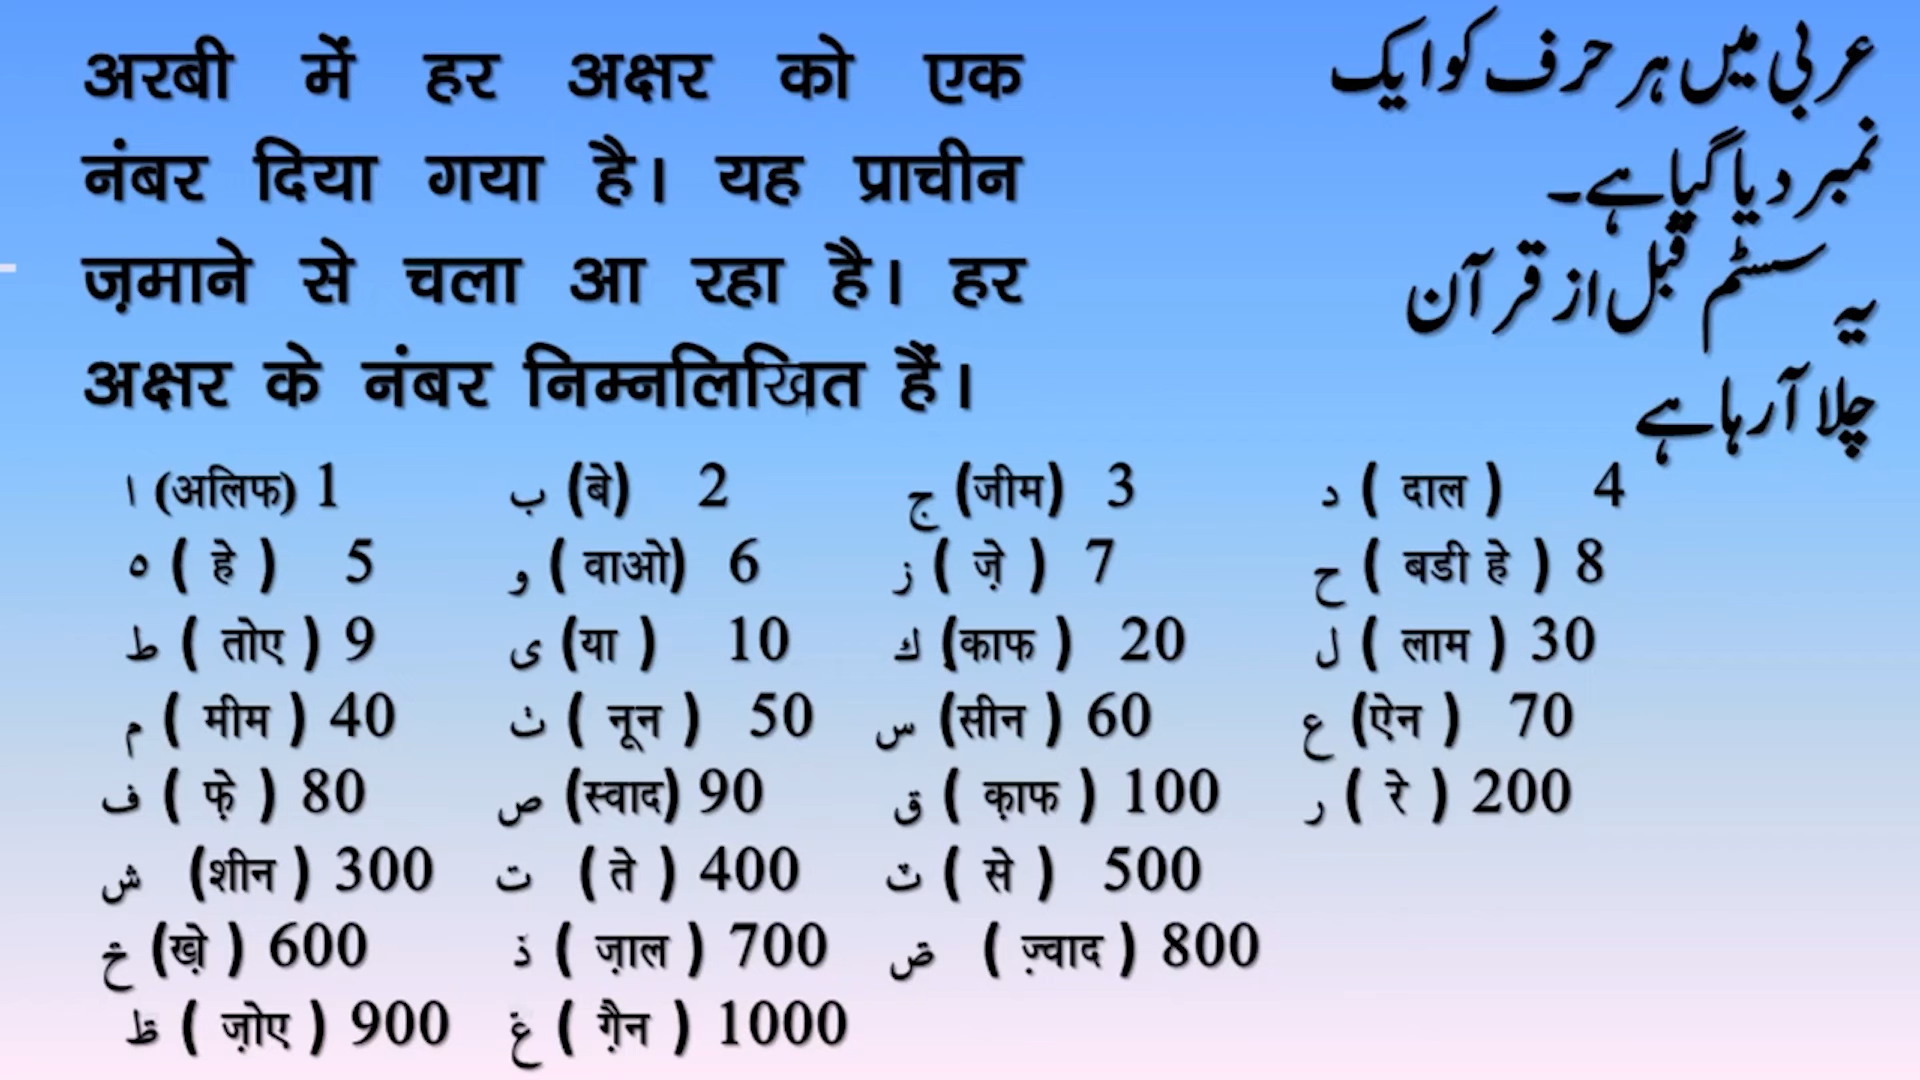 अरबी में हर अक्षर को एक
नंबर दिया गया है। यह प्राचीन
ज़माने से चला आ रहा है। हर
अक्षर के नंबर निम्नलिखित हैं।
عربی میں ہر حرف کو ایک
نمبر دیا گیا ہے۔
یہ سسٹم قبل از قرآن
چلا آ رہا ہے
ا (अलिफ) 1 ب (बे) 2 ج (जीम) 3 د ( दाल ) 4
ه ( हे ) 5 و ( वाओ) 6 ز ( ज़े ) 7 ح ( बडी हे ) 8
ط ( तोए ) 9 ى (या ) 10 ك (काफ ) 20 ل ( लाम ) 30
م ( मीम ) 40 ن ( नून ) 50 س (सीन ) 60 ع (ऐन ) 70
ف ( फ़े ) 80 ص (स्वाद) 90 ق ( क़ाफ ) 100 ر ( रे ) 200
ش (शीन ) 300 ت ( ते ) 400 ث ( से ) 500
خ (ख़े ) 600 ذ ( ज़ाल ) 700 ض ( ज़्वाद ) 800
ظ ( ज़ोए ) 900 غ ( ग़ैन ) 1000